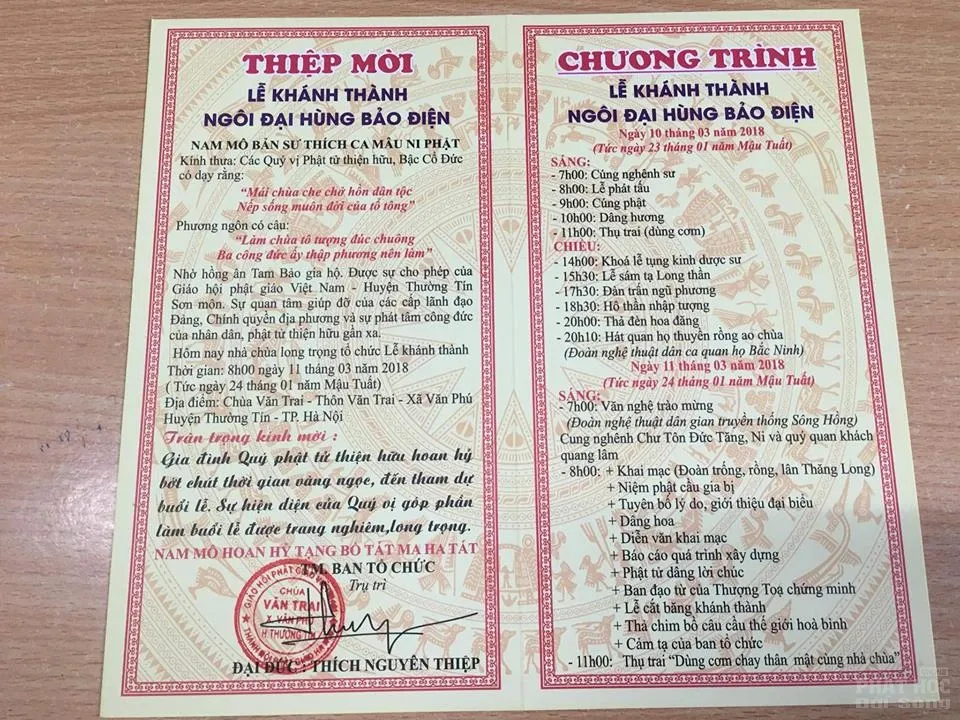 THIỆP MỜI
LỄ KHÁNH THÀNH
NGÔI ĐẠI HÙNG BẢO ĐIỆN
NAM MÔ BẢN SƯ THÍCH CA MÂU NI PHẬT
Kính thưa: Các Quý vị Phật tử thiện hữu, Bậc Cổ Đức
có dạy rằng:
“Mái chùa che chở hồn dân tộc
Nếp sống muôn đời của tổ tông”
Phương ngôn có câu:
“Làm chùa tô tượng đúc chuông
Ba công đức ấy thập phương nên làm”
Nhờ hồng ân Tam Bảo gia hộ. Được sự cho phép của
Giáo hội phật giáo Việt Nam - Huyện Thường Tín
Sơn môn. Sự quan tâm giúp đỡ của các cấp lãnh đạo
Đảng, Chính quyền địa phương và sự phát tâm công đức
của nhân dân, phật tử thiện hữu gần xa.
Hôm nay nhà chùa long trọng tổ chức Lễ khánh thành
Thời gian: 8h00 ngày 11 tháng 03 năm 2018
( Tức ngày 24 tháng 01 năm Mậu Tuất)
Địa điểm: Chùa Văn Trai - Thôn Văn Trai - Xã Văn Phú
Huyện Thường Tín - TP. Hà Nội
Trân trọng kính mời :
Gia đình Quý phật tử thiện hữu hoan hỷ
bớt chút thời gian vàng ngọc, đến tham dự
buổi lễ. Sự hiện diện của Quý vị góp phần
làm buổi lễ được trang nghiêm,long trọng.
NAM MÔ HOAN HỶ TẠNG BỒ TÁT MA HA TÁT
TM. BAN TỔ CHỨC
Trụ trì
GIÁO HỘI PHẬT GIÁO
CHÙA
VĂN TRAI
X. VĂN PHÚ
H. THƯỜNG TÍN
ĐẠI ĐỨC : THÍCH NGUYÊN THIỆP
CHƯƠNG TRÌNH
LỄ KHÁNH THÀNH
NGÔI ĐẠI HÙNG BẢO ĐIỆN
Ngày 10 tháng 03 năm 2018
(Tức ngày 23 tháng 01 năm Mậu Tuất)
SÁNG:
- 7h00: Cúng nghênh sư
- 8h00: Lễ phát tấu
- 9h00: Cúng phật
- 10h00: Dâng hương
- 11h00: Thụ trai (dùng cơm)
CHIỀU:
- 14h00: Khoá lễ tụng kinh dược sư
- 15h30: Lễ sám tạ Long thần
- 17h30: Đàn trấn ngũ phương
- 18h30: Hô thần nhập tượng
- 20h00: Thả đèn hoa đăng
- 20h10: Hát quan họ thuyền rồng ao chùa
(Đoàn nghệ thuật dân ca quan họ Bắc Ninh)
Ngày 11 tháng 03 năm 2018
(Tức ngày 24 tháng 01 năm Mậu Tuất)
SÁNG:
- 7h00: Văn nghệ trào mừng
(Đoàn nghệ thuật dân gian truyền thống Sông Hồng)
Cung nghênh Chư Tôn Đức Tăng, Ni và quý quan khách
quang lâm
- 8h00: + Khai mạc (Đoàn trống, rồng, lân Thăng Long)
+ Niệm phật cầu gia bị
+ Tuyên bố lý do, giới thiệu đại biểu
+ Dâng hoa
+ Diễn văn khai mạc
+ Báo cáo quá trình xây dựng
+ Phật tử dâng lời chúc
+ Ban đạo từ của Thượng Toạ chứng minh
+ Lễ cắt băng khánh thành
+ Thả chim bồ câu cầu thế giới hoà bình
+ Cảm tạ của ban tổ chức
- 11h00: Thụ trai “Dùng cơm chay thân mật cùng nhà chùa”
PHẬT HỌC
Đời Sống